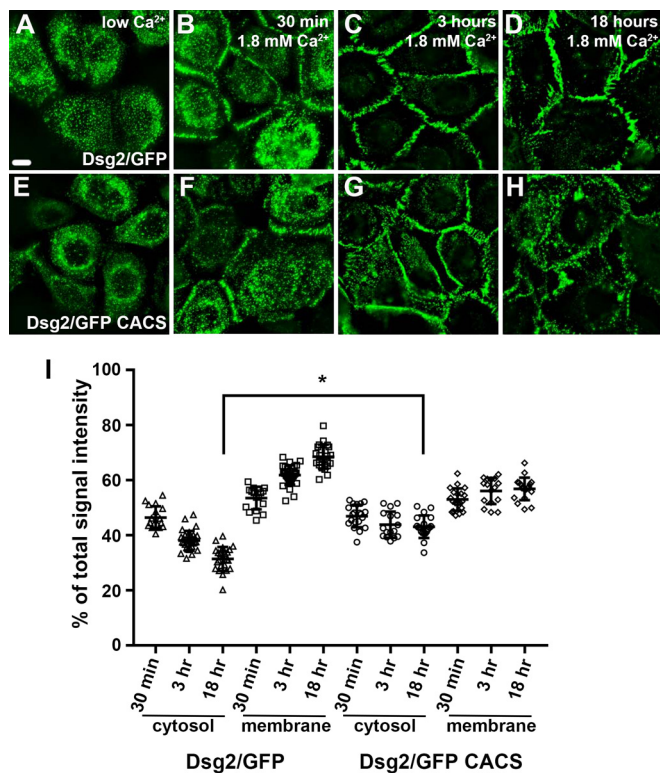 A low Ca²⁺
B 30 min
1.8 mM Ca²⁺
C 3 hours
1.8 mM Ca²⁺
D 18 hours
1.8 mM Ca²⁺
Dsg2/GFP
E
F
G
H
Dsg2/GFP CACS
I
*
% of total signal intensity
100
80
60
40
20
0
30 min 3 hr 18 hr 30 min 3 hr 18 hr 30 min 3 hr 18 hr 30 min 3 hr 18 hr
cytosol membrane cytosol membrane
Dsg2/GFP Dsg2/GFP CACS